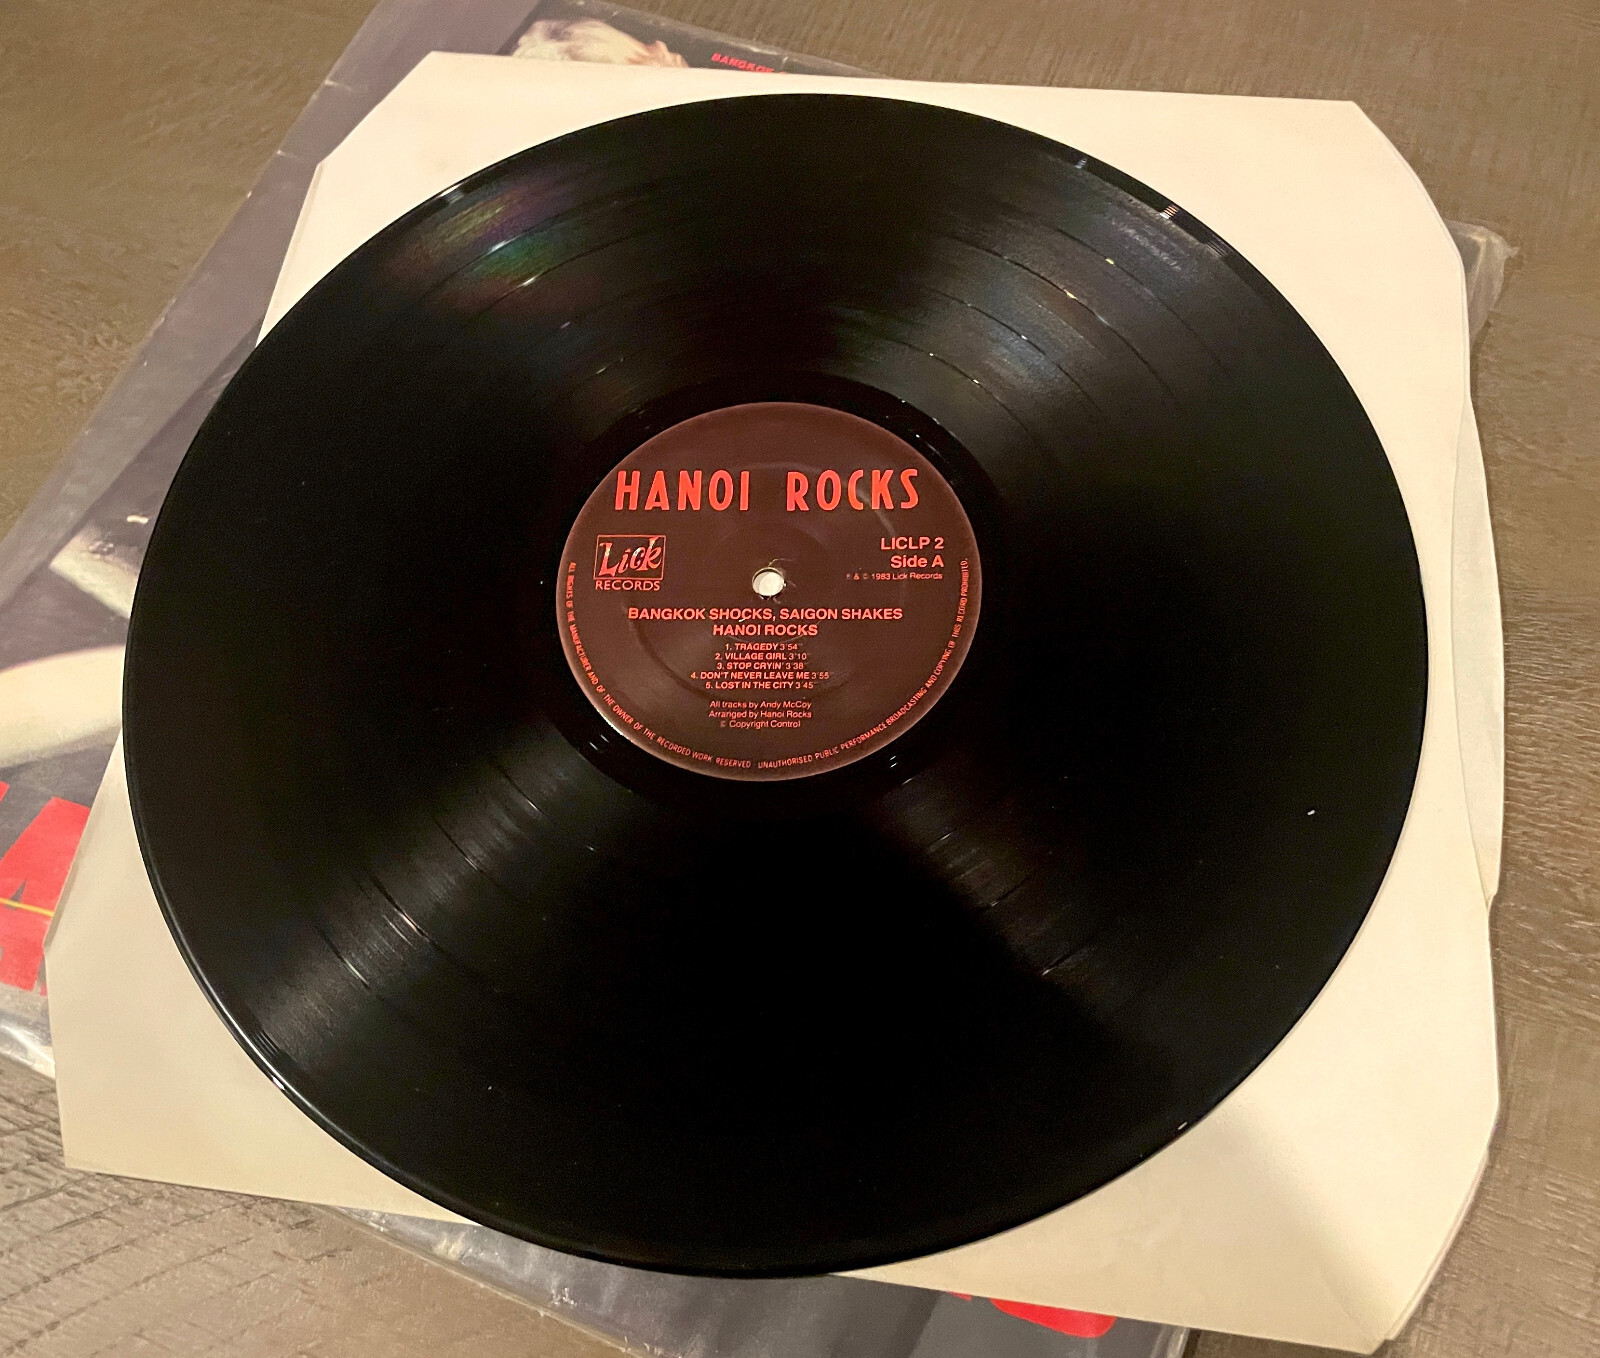 BANGKOK
HANOI ROCKS
Lick
RECORDS
LICLP 2
Side A
℗ & © 1983 Lick Records
BANGKOK SHOCKS, SAIGON SHAKES
HANOI ROCKS
1. TRAGEDY 3'54"
2. VILLAGE GIRL 3'10"
3. STOP CRYIN' 3'38"
4. DON'T NEVER LEAVE ME 3'55"
5. LOST IN THE CITY 3'45"
All tracks by Andy McCoy
Arranged by Hanoi Rocks
© Copyright Control
ALL RIGHTS OF THE MANUFACTURER AND OF THE OWNER OF THE RECORDED WORK RESERVED · UNAUTHORISED PUBLIC PERFORMANCE BROADCASTING AND COPYING OF THIS RECORD PROHIBITED.